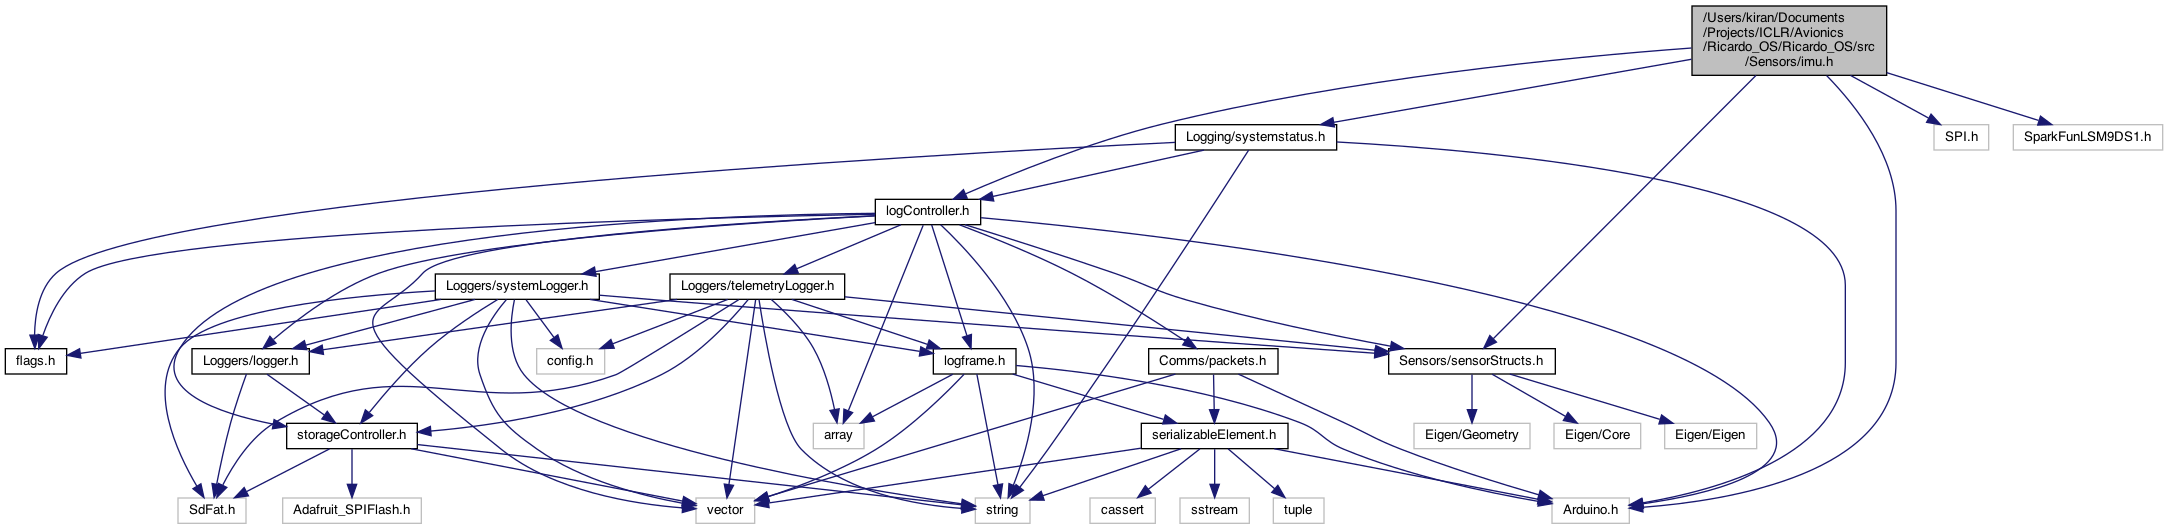 /Users/kiran/Documents
/Projects/ICLR/Avionics
/Ricardo_OS/Ricardo_OS/src
/Sensors/imu.h
Logging/systemstatus.h
SPI.h
SparkFunLSM9DS1.h
logController.h
Loggers/systemLogger.h
Loggers/telemetryLogger.h
flags.h
Loggers/logger.h
config.h
logframe.h
Comms/packets.h
Sensors/sensorStructs.h
storageController.h
array
serializableElement.h
Eigen/Geometry
Eigen/Core
Eigen/Eigen
SdFat.h
Adafruit_SPIFlash.h
vector
string
cassert
sstream
tuple
Arduino.h